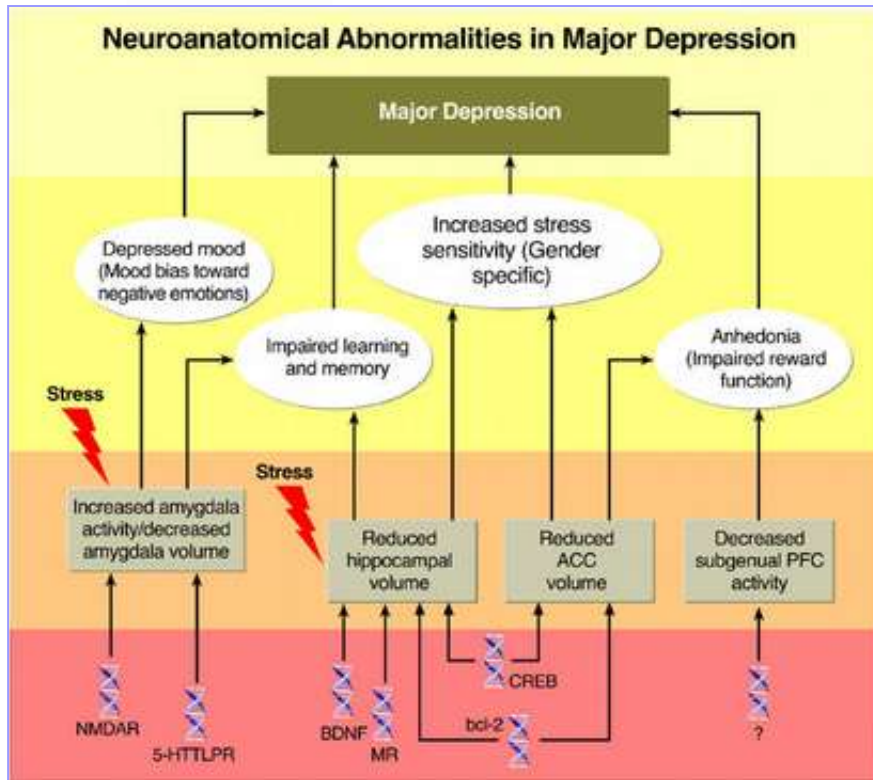 Neuroanatomical Abnormalities in Major Depression
Major Depression
Depressed mood
(Mood bias toward
negative emotions)
Increased stress
sensitivity (Gender
specific)
Impaired learning
and memory
Anhedonia
(Impaired reward
function)
Stress
Stress
Increased amygdala
activity/decreased
amygdala volume
Reduced
hippocampal
volume
Reduced
ACC
volume
Decreased
subgenual PFC
activity
NMDAR
5-HTTLPR
BDNF
MR
CREB
bcl-2
?